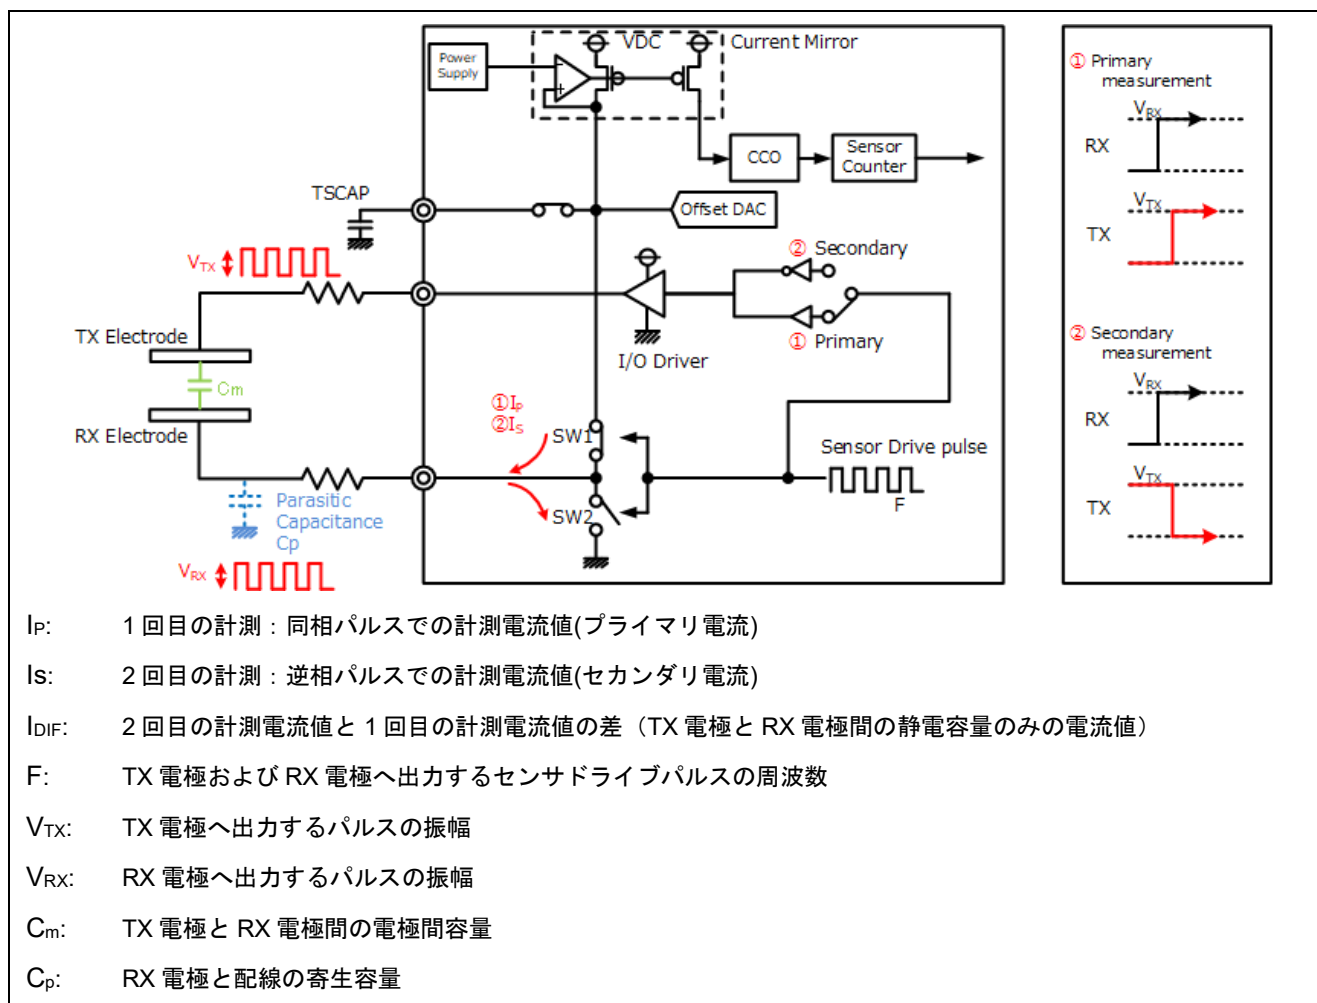 VDC
Current Mirror
Power
Supply
CCO
Sensor
Counter
TSCAP
Offset DAC
② Secondary
VTX
① Primary
I/O Driver
TX Electrode
Cm
RX Electrode
①IP
②IS
SW1
SW2
Sensor Drive pulse
F
Parasitic
Capacitance
Cp
VRX
① Primary
measurement
VRX
RX
VTX
TX
② Secondary
measurement
VRX
RX
VTX
TX
IP: 1 回目の計測：同相パルスでの計測電流値(プライマリ電流)
Is: 2 回目の計測：逆相パルスでの計測電流値(セカンダリ電流)
IDIF: 2 回目の計測電流値と 1 回目の計測電流値の差（TX 電極と RX 電極間の静電容量のみの電流値）
F: TX 電極および RX 電極へ出力するセンサドライブパルスの周波数
VTX: TX 電極へ出力するパルスの振幅
VRX: RX 電極へ出力するパルスの振幅
Cm: TX 電極と RX 電極間の電極間容量
Cp: RX 電極と配線の寄生容量